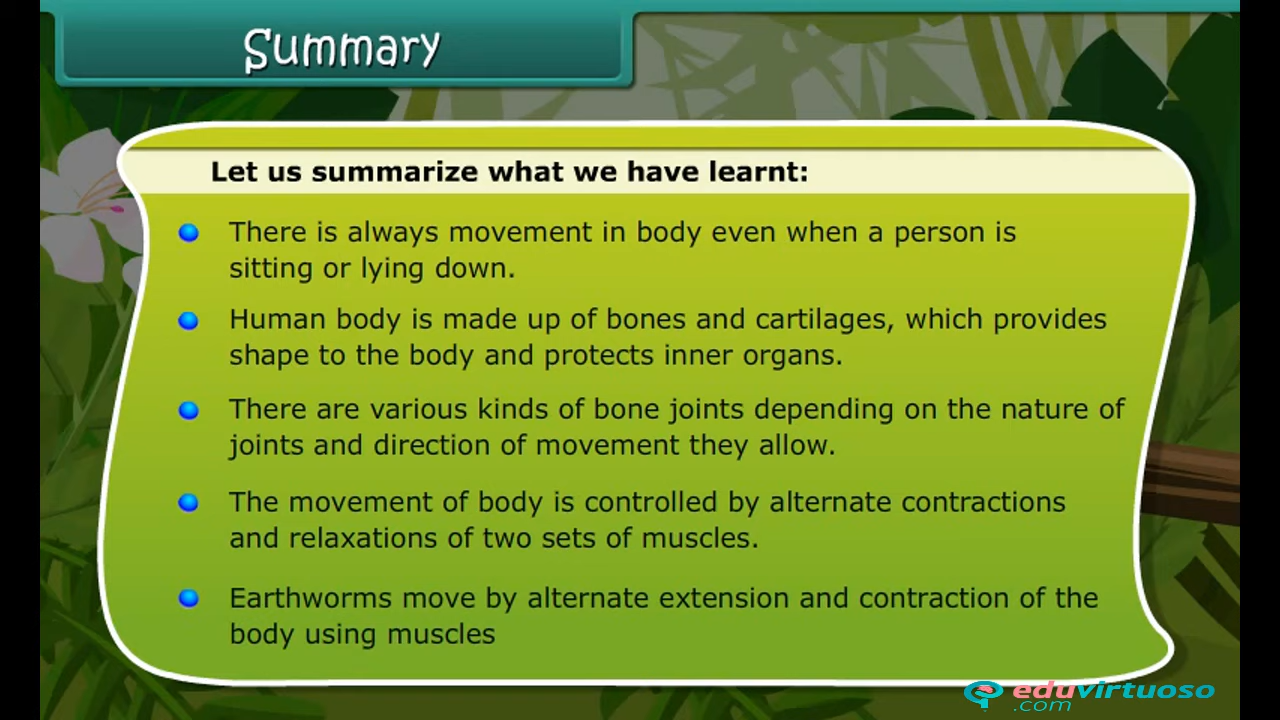 Summary
Let us summarize what we have learnt:
There is always movement in body even when a person is
sitting or lying down.
Human body is made up of bones and cartilages, which provides
shape to the body and protects inner organs.
There are various kinds of bone joints depending on the nature of
joints and direction of movement they allow.
The movement of body is controlled by alternate contractions
and relaxations of two sets of muscles.
Earthworms move by alternate extension and contraction of the
body using muscles
eduvirtuoso
.com